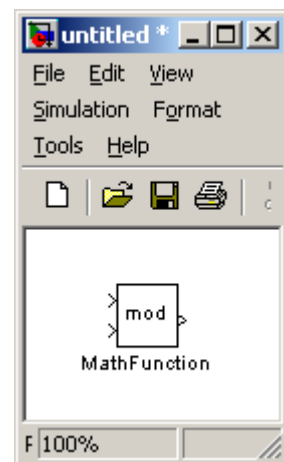 untitled *
File Edit View
Simulation Format
Tools Help
mod
MathFunction
F 100%